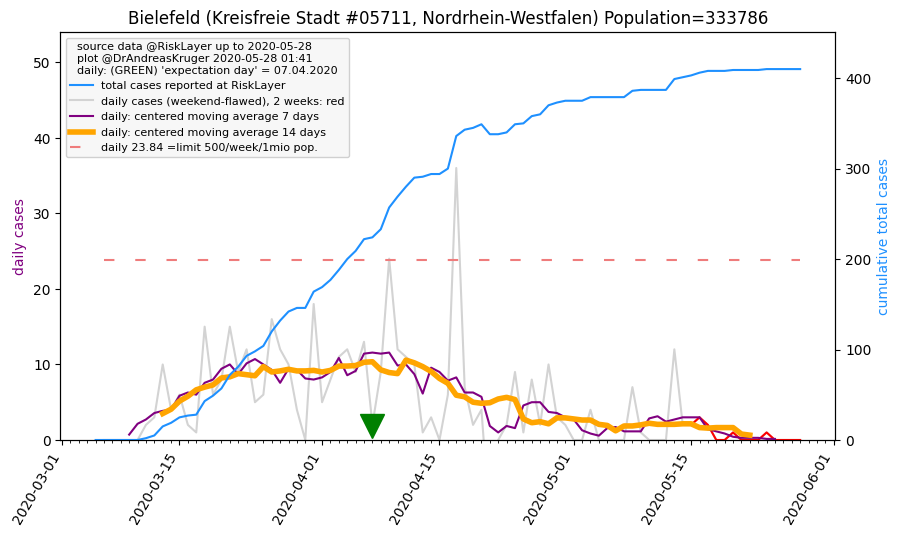 Bielefeld (Kreisfreie Stadt #05711, Nordrhein-Westfalen) Population=333786
source data @RiskLayer up to 2020-05-28
plot @DrAndreasKruger 2020-05-28 01:41
daily: (GREEN) 'expectation day' = 07.04.2020
total cases reported at RiskLayer
daily cases (weekend-flawed), 2 weeks: red
daily: centered moving average 7 days
daily: centered moving average 14 days
daily 23.84 =limit 500/week/1mio pop.
daily cases
50
40
30
20
10
0
cumulative total cases
400
300
200
100
0
2020-03-01
2020-03-15
2020-04-01
2020-04-15
2020-05-01
2020-05-15
2020-06-01